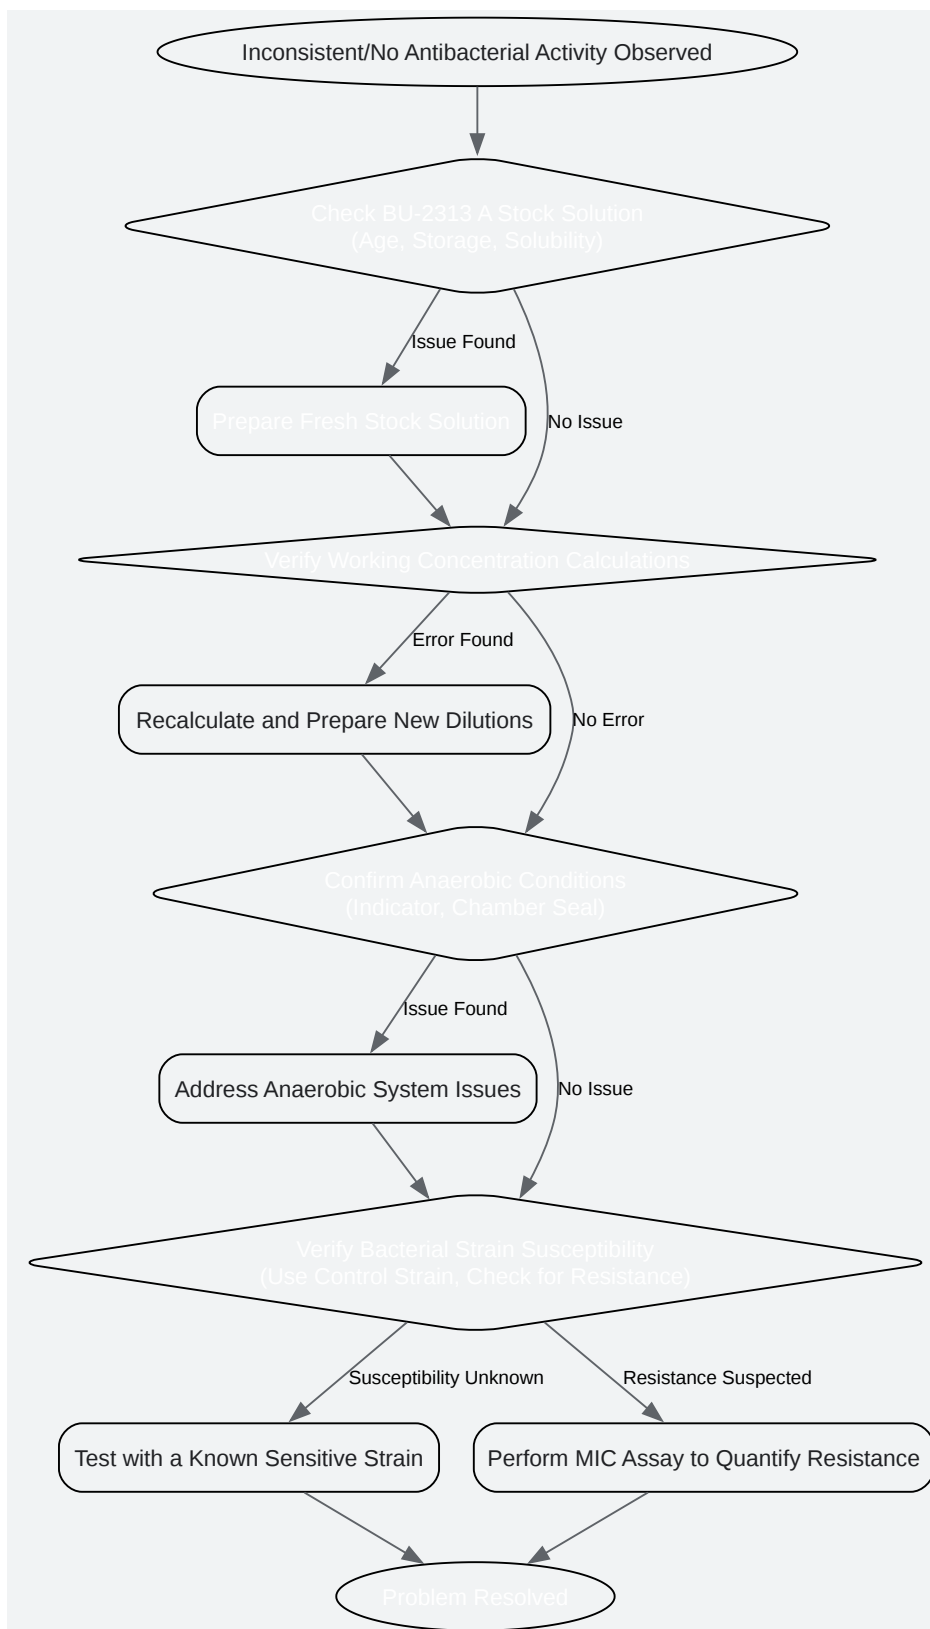 Inconsistent/No Antibacterial Activity Observed
Check BU-2313 A Stock Solution
(Age, Storage, Solubility)
Issue Found
Prepare Fresh Stock Solution
No Issue
Verify Working Concentration Calculations
Error Found
Recalculate and Prepare New Dilutions
No Error
Confirm Anaerobic Conditions
(Indicator, Chamber Seal)
Issue Found
Address Anaerobic System Issues
No Issue
Verify Bacterial Strain Susceptibility
(Use Control Strain, Check for Resistance)
Susceptibility Unknown
Resistance Suspected
Test with a Known Sensitive Strain
Perform MIC Assay to Quantify Resistance
Problem Resolved